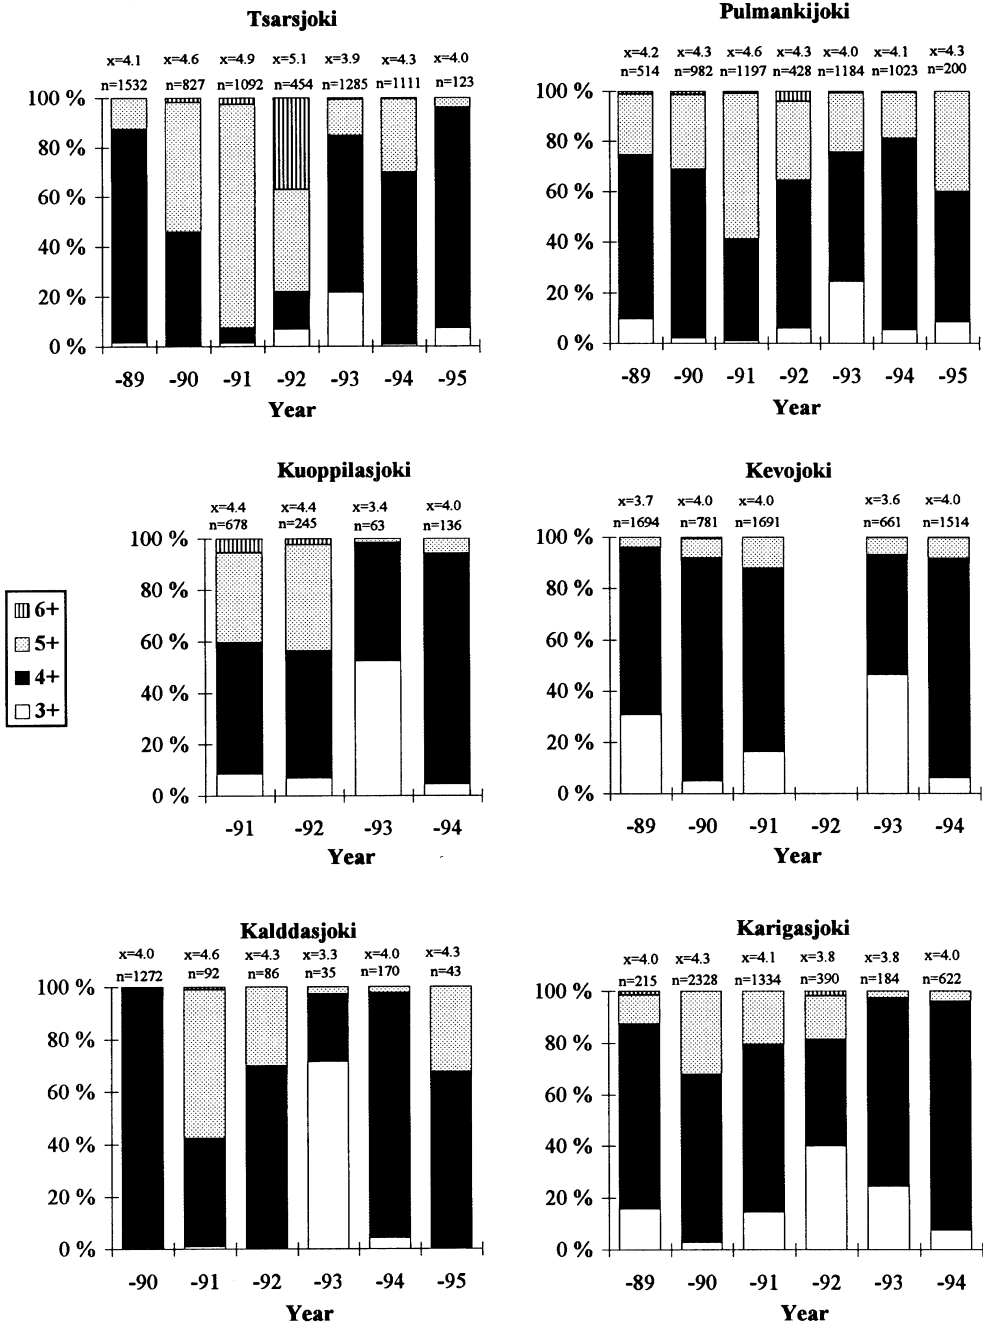 Tsarsjoki
x=4.1 x=4.6 x=4.9 x=5.1 x=3.9 x=4.3 x=4.0
n=1532 n=827 n=1092 n=454 n=1285 n=1111 n=123
100 %
80 %
60 %
40 %
20 %
0 %
-89 -90 -91 -92 -93 -94 -95
Year
Pulmankijoki
x=4.2 x=4.3 x=4.6 x=4.3 x=4.0 x=4.1 x=4.3
n=514 n=982 n=1197 n=428 n=1184 n=1023 n=200
100 %
80 %
60 %
40 %
20 %
0 %
-89 -90 -91 -92 -93 -94 -95
Year
Kuoppilasjoki
x=4.4 x=4.4 x=3.4 x=4.0
n=678 n=245 n=63 n=136
100 %
80 %
60 %
40 %
20 %
0 %
-91 -92 -93 -94
Year
Kevojoki
x=3.7 x=4.0 x=4.0 x=3.6 x=4.0
n=1694 n=781 n=1691 n=661 n=1514
100 %
80 %
60 %
40 %
20 %
0 %
-89 -90 -91 -92 -93 -94
Year
6+
5+
4+
3+
Kalddasjoki
x=4.0 x=4.6 x=4.3 x=3.3 x=4.0 x=4.3
n=1272 n=92 n=86 n=35 n=170 n=43
100 %
80 %
60 %
40 %
20 %
0 %
-90 -91 -92 -93 -94 -95
Year
Karigasjoki
x=4.0 x=4.3 x=4.1 x=3.8 x=3.8 x=4.0
n=215 n=2328 n=1334 n=390 n=184 n=622
100 %
80 %
60 %
40 %
20 %
0 %
-89 -90 -91 -92 -93 -94
Year